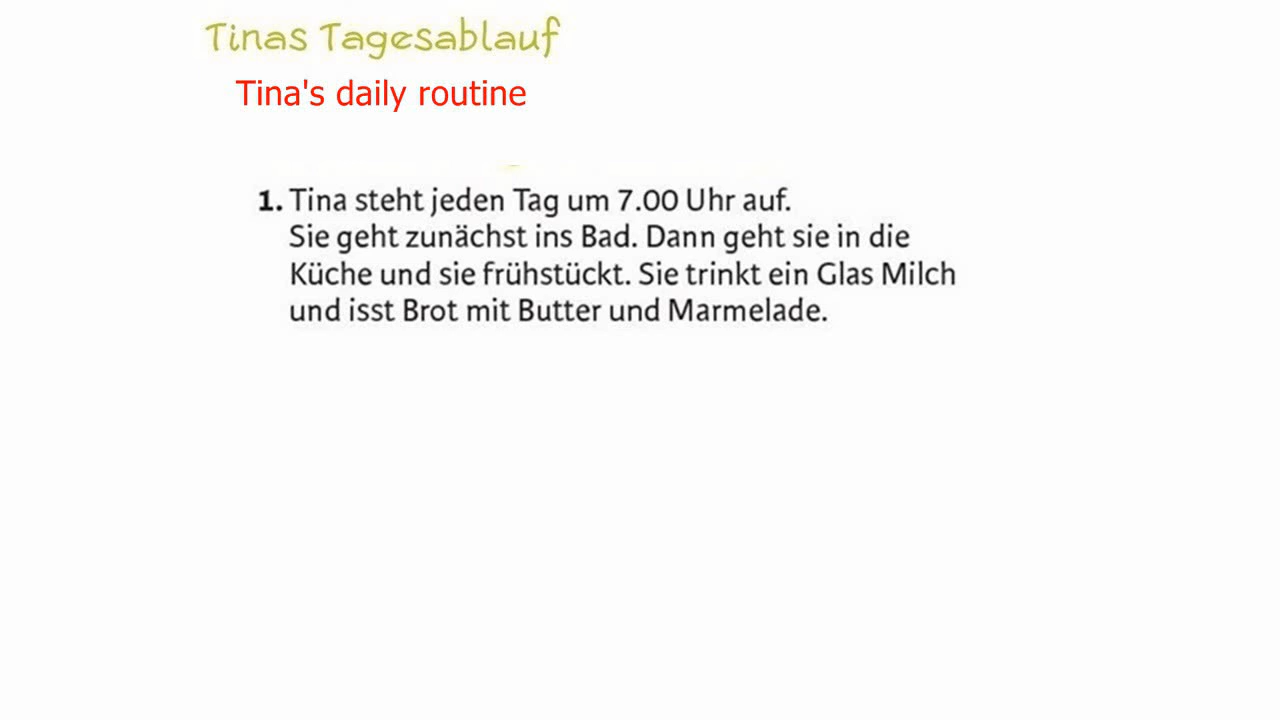 Tinas Tagesablauf
Tina's daily routine
1. Tina steht jeden Tag um 7.00 Uhr auf.
Sie geht zunächst ins Bad. Dann geht sie in die
Küche und sie frühstückt. Sie trinkt ein Glas Milch
und isst Brot mit Butter und Marmelade.